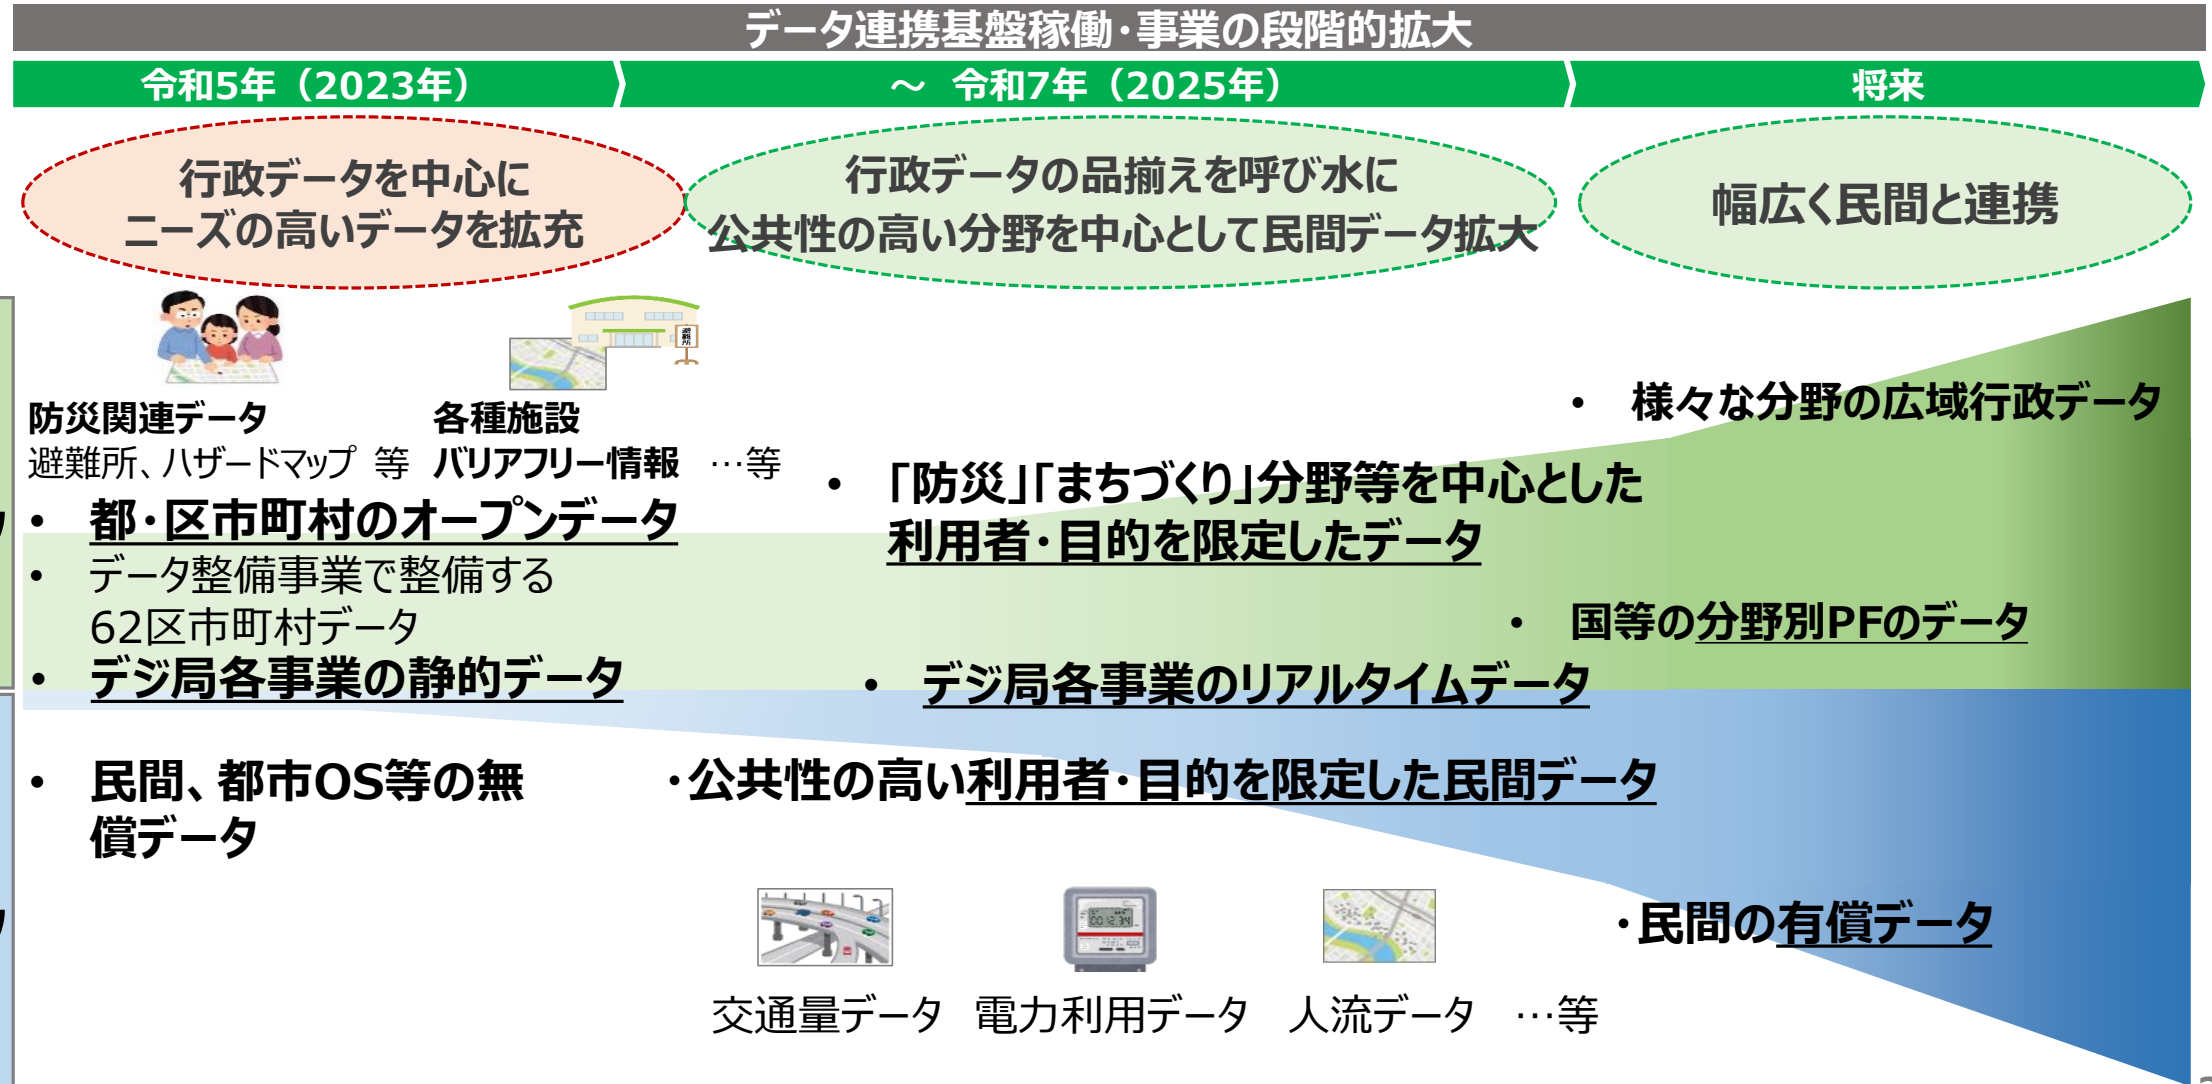 データ連携基盤稼働・事業の段階的拡大
令和5年（2023年）
～ 令和7年（2025年）
将来
行政データを中心に
ニーズの高いデータを拡充
行政データの品揃えを呼び水に
公共性の高い分野を中心として民間データ拡大
幅広く民間と連携
避難所
防災関連データ
避難所、ハザードマップ 等
各種施設
バリアフリー情報 …等
• 都・区市町村のオープンデータ
• データ整備事業で整備する
62区市町村データ
• デジ局各事業の静的データ
• 「防災」「まちづくり」分野等を中心とした
利用者・目的を限定したデータ
• デジ局各事業のリアルタイムデータ
• 様々な分野の広域行政データ
• 国等の分野別PFのデータ
• 民間、都市OS等の無
償データ
・公共性の高い利用者・目的を限定した民間データ
交通量データ 電力利用データ 人流データ …等
・民間の有償データ